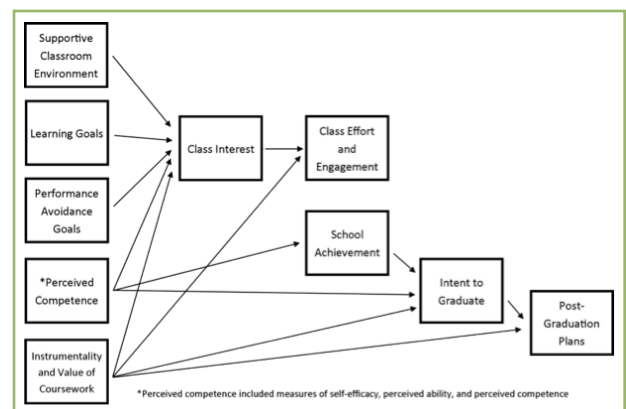 Supportive
Classroom
Environment
Learning Goals
Performance
Avoidance
Goals
*Perceived
Competence
Instrumentality
and Value of
Coursework
Class Interest
Class Effort
and
Engagement
School
Achievement
Intent to
Graduate
Post-
Graduation
Plans
*Perceived competence included measures of self-efficacy, perceived ability, and perceived competence